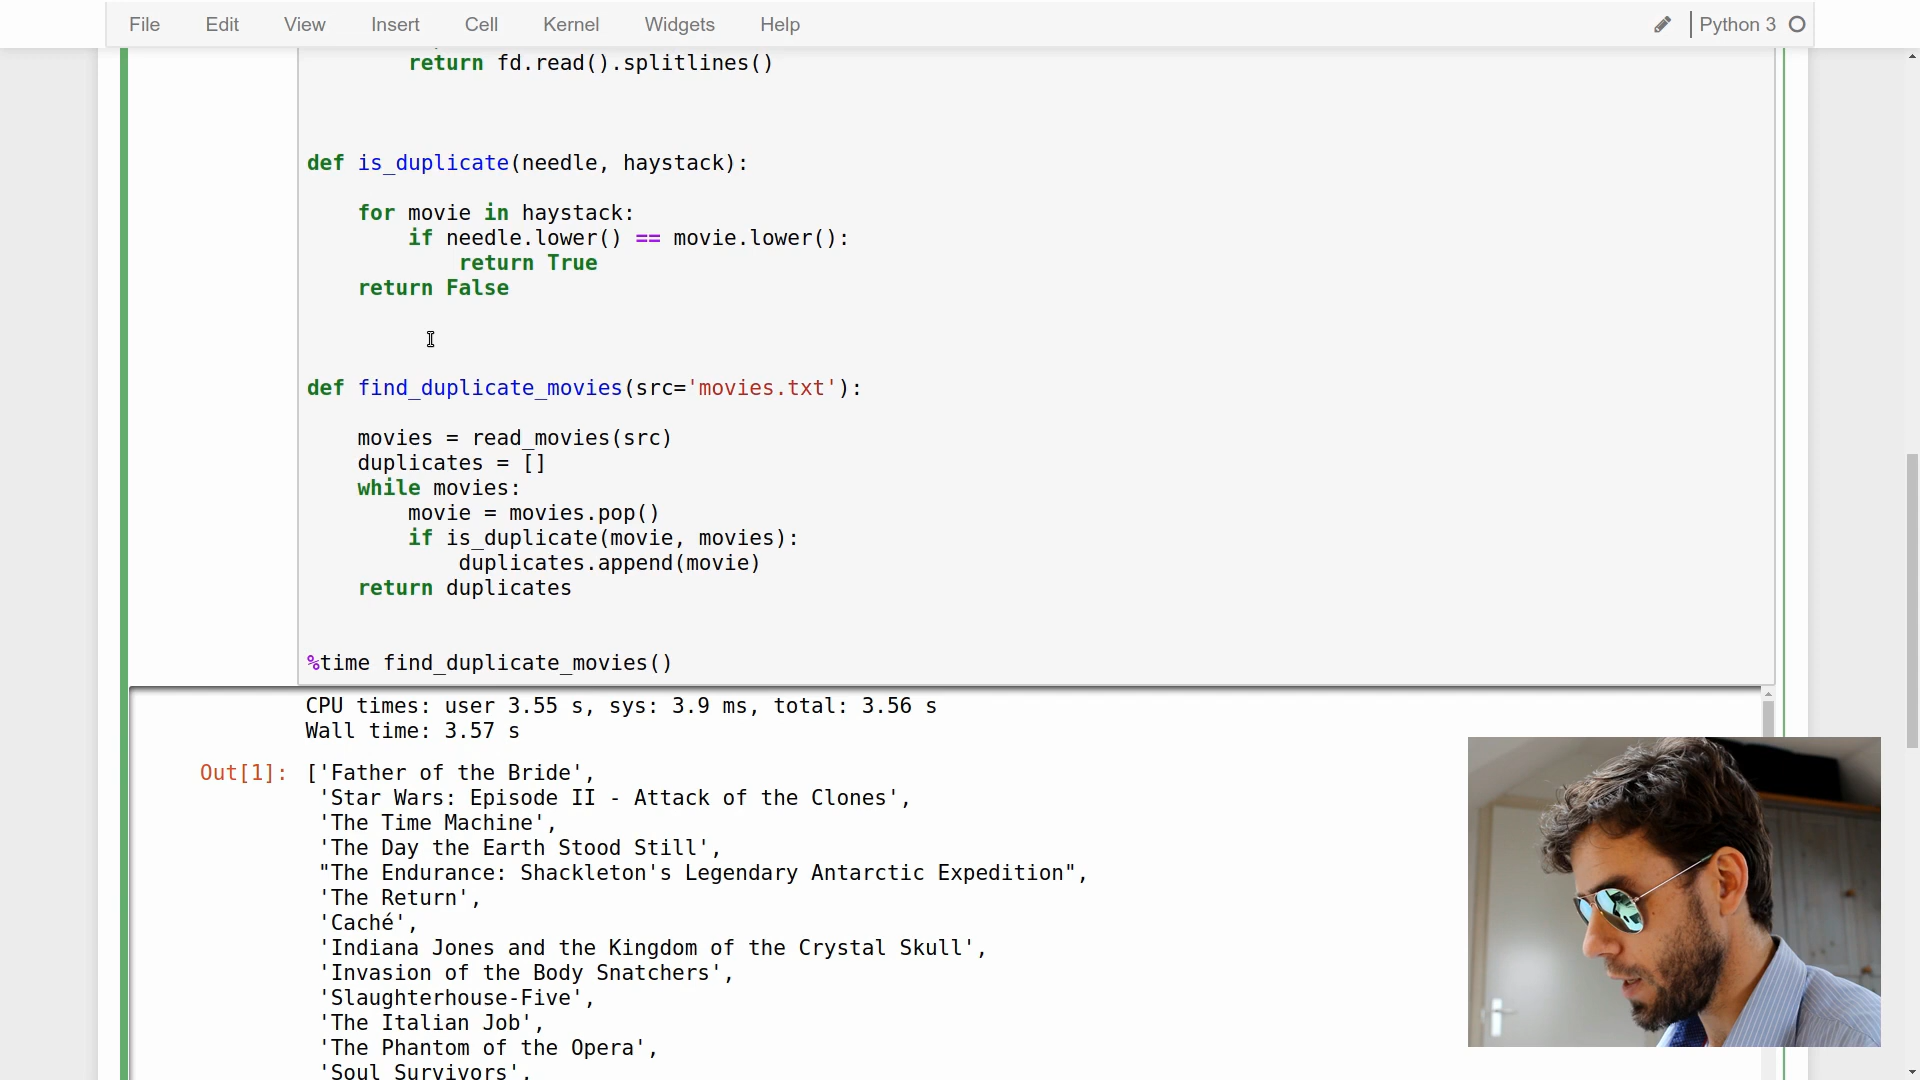 File Edit View Insert Cell Kernel Widgets Help Python 3
return fd.read().splitlines()
def is_duplicate(needle, haystack):
for movie in haystack:
if needle.lower() == movie.lower():
return True
return False
def find_duplicate_movies(src='movies.txt'):
movies = read_movies(src)
duplicates = []
while movies:
movie = movies.pop()
if is_duplicate(movie, movies):
duplicates.append(movie)
return duplicates
%time find_duplicate_movies()
CPU times: user 3.55 s, sys: 3.9 ms, total: 3.56 s
Wall time: 3.57 s
Out[1]: ['Father of the Bride',
'Star Wars: Episode II - Attack of the Clones',
'The Time Machine',
'The Day the Earth Stood Still',
"The Endurance: Shackleton's Legendary Antarctic Expedition",
'The Return',
'Caché',
'Indiana Jones and the Kingdom of the Crystal Skull',
'Invasion of the Body Snatchers',
'Slaughterhouse-Five',
'The Italian Job',
'The Phantom of the Opera',
'Soul Survivors',